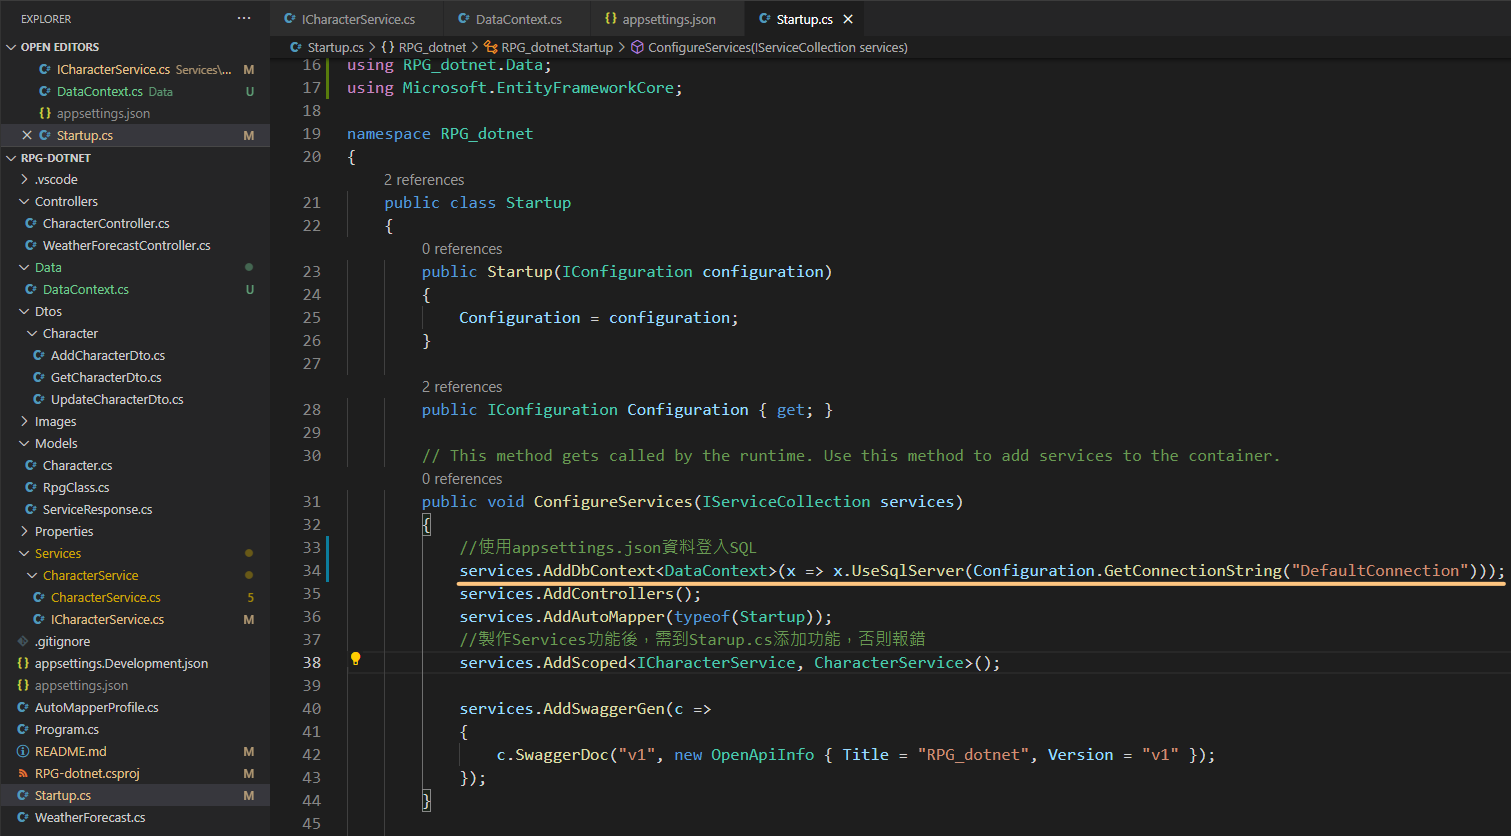 EXPLORER
ICharacterService.cs
DataContext.cs
appsettings.json
Startup.cs
OPEN EDITORS
Startup.cs > {} RPG_dotnet > RPG_dotnet.Startup > ConfigureServices(IServiceCollection services)
ICharacterService.cs Services\... M
DataContext.cs Data U
{} appsettings.json
Startup.cs M
RPG-DOTNET
.vscode
Controllers
CharacterController.cs
WeatherForecastController.cs
Data
DataContext.cs U
Dtos
Character
AddCharacterDto.cs
GetCharacterDto.cs
UpdateCharacterDto.cs
Images
Models
Character.cs
RpgClass.cs
ServiceResponse.cs
Properties
Services
CharacterService
CharacterService.cs 5
ICharacterService.cs M
.gitignore
{} appsettings.Development.json
{} appsettings.json
AutoMapperProfile.cs
Program.cs
README.md M
RPG-dotnet.csproj M
Startup.cs M
WeatherForecast.cs
16 using RPG_dotnet.Data;
17 using Microsoft.EntityFrameworkCore;
18
19 namespace RPG_dotnet
20 {
2 references
21 public class Startup
22 {
0 references
23 public Startup(IConfiguration configuration)
24 {
25 Configuration = configuration;
26 }
27
2 references
28 public IConfiguration Configuration { get; }
29
30 // This method gets called by the runtime. Use this method to add services to the container.
0 references
31 public void ConfigureServices(IServiceCollection services)
32 {
33 //使用appsettings.json資料登入SQL
34 services.AddDbContext<DataContext>(x => x.UseSqlServer(Configuration.GetConnectionString("DefaultConnection")));
35 services.AddControllers();
36 services.AddAutoMapper(typeof(Startup));
37 //製作Services功能後，需到Starup.cs添加功能，否則報錯
38 services.AddScoped<ICharacterService, CharacterService>();
39
40 services.AddSwaggerGen(c =>
41 {
42 c.SwaggerDoc("v1", new OpenApiInfo { Title = "RPG_dotnet", Version = "v1" });
43 });
44 }
45